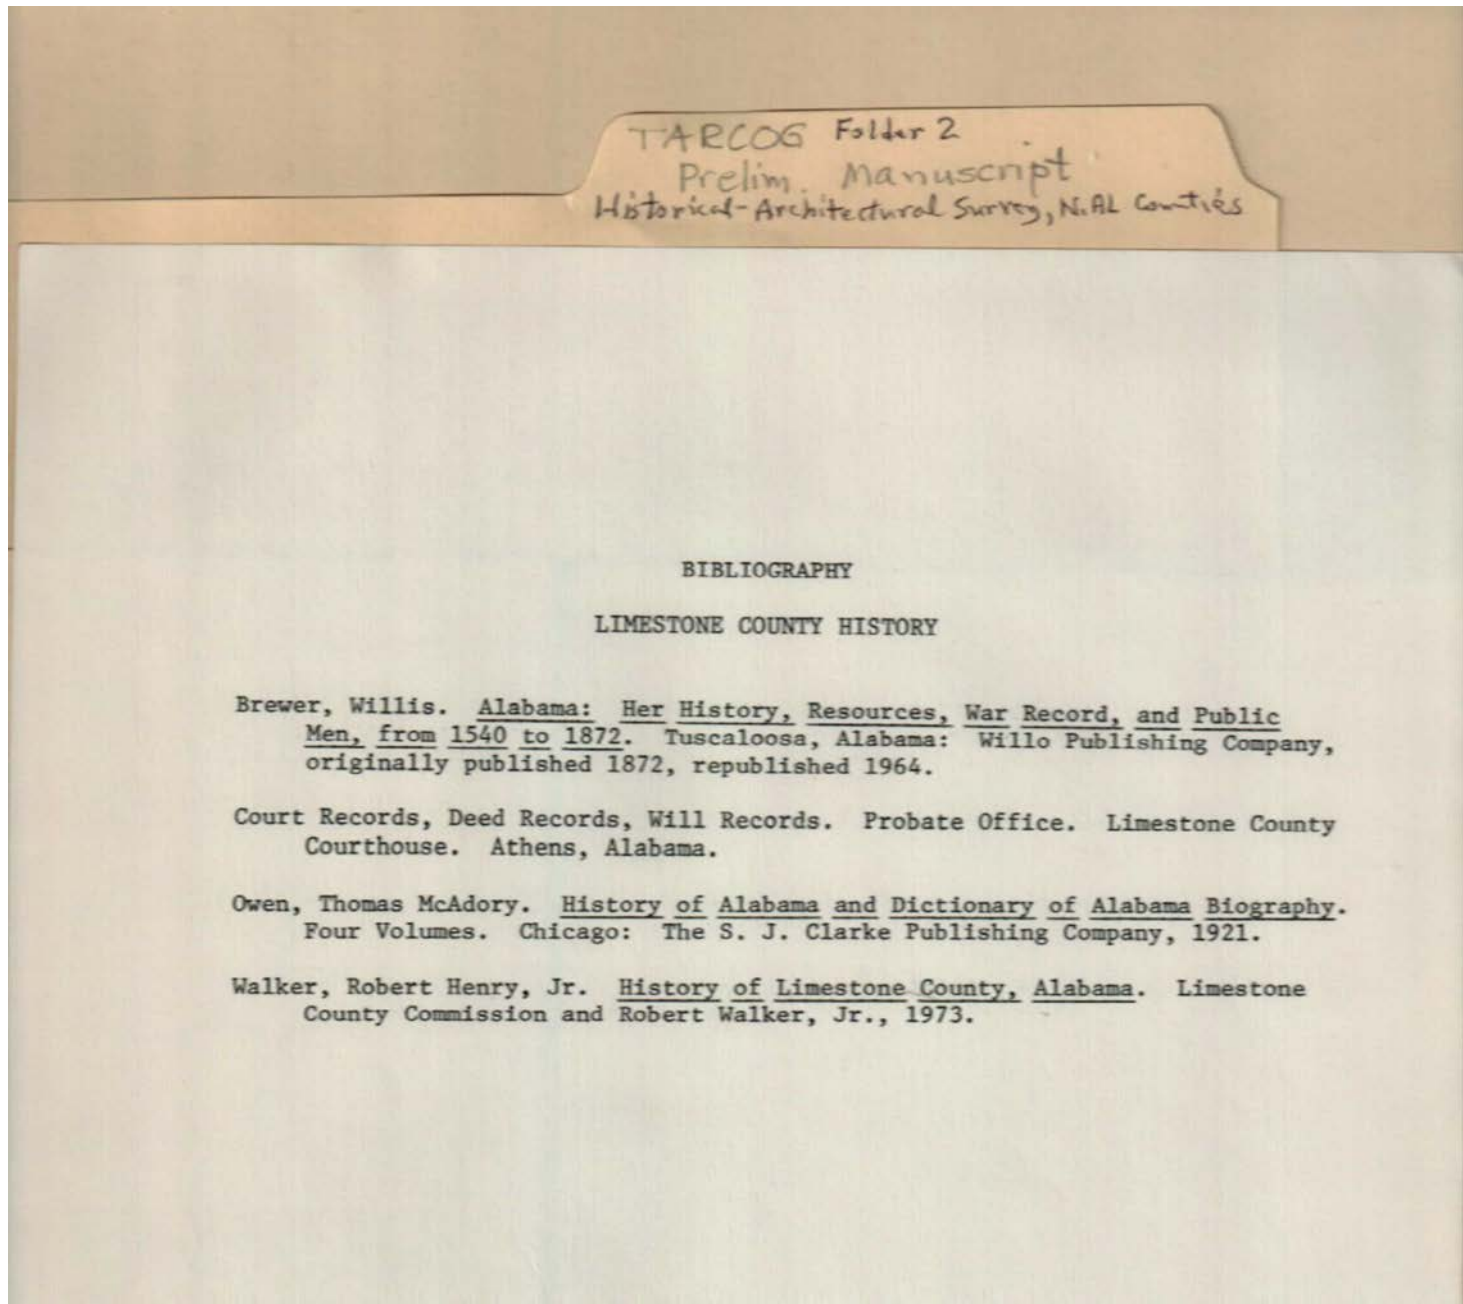 TARCOG Folder 2
Prelim. Manuscript
Historical-Architectural Survey, N. AL Counties
BIBLIOGRAPHY
LIMESTONE COUNTY HISTORY
Brewer, Willis. Alabama: Her History, Resources, War Record, and Public
Men, from 1540 to 1872. Tuscaloosa, Alabama: Willo Publishing Company,
originally published 1872, republished 1964.
Court Records, Deed Records, Will Records. Probate Office. Limestone County
Courthouse. Athens, Alabama.
Owen, Thomas McAdory. History of Alabama and Dictionary of Alabama Biography.
Four Volumes. Chicago: The S. J. Clarke Publishing Company, 1921.
Walker, Robert Henry, Jr. History of Limestone County, Alabama. Limestone
County Commission and Robert Walker, Jr., 1973.